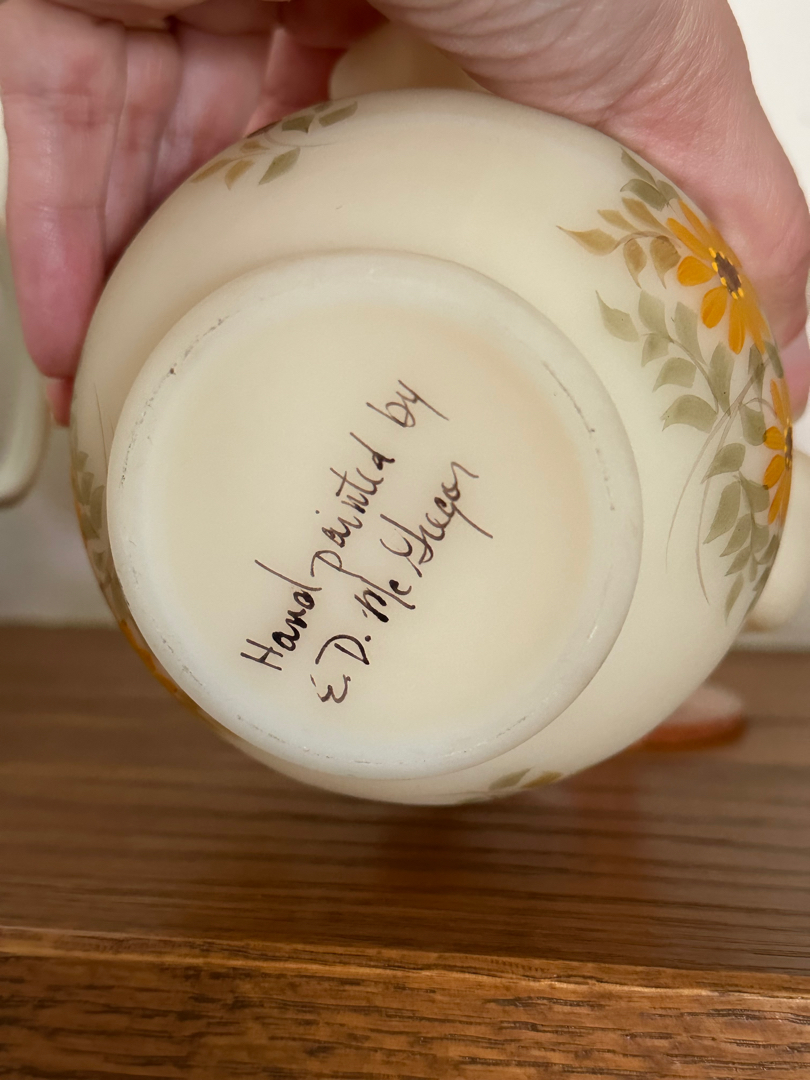 Hand painted by
E. D. McGregor